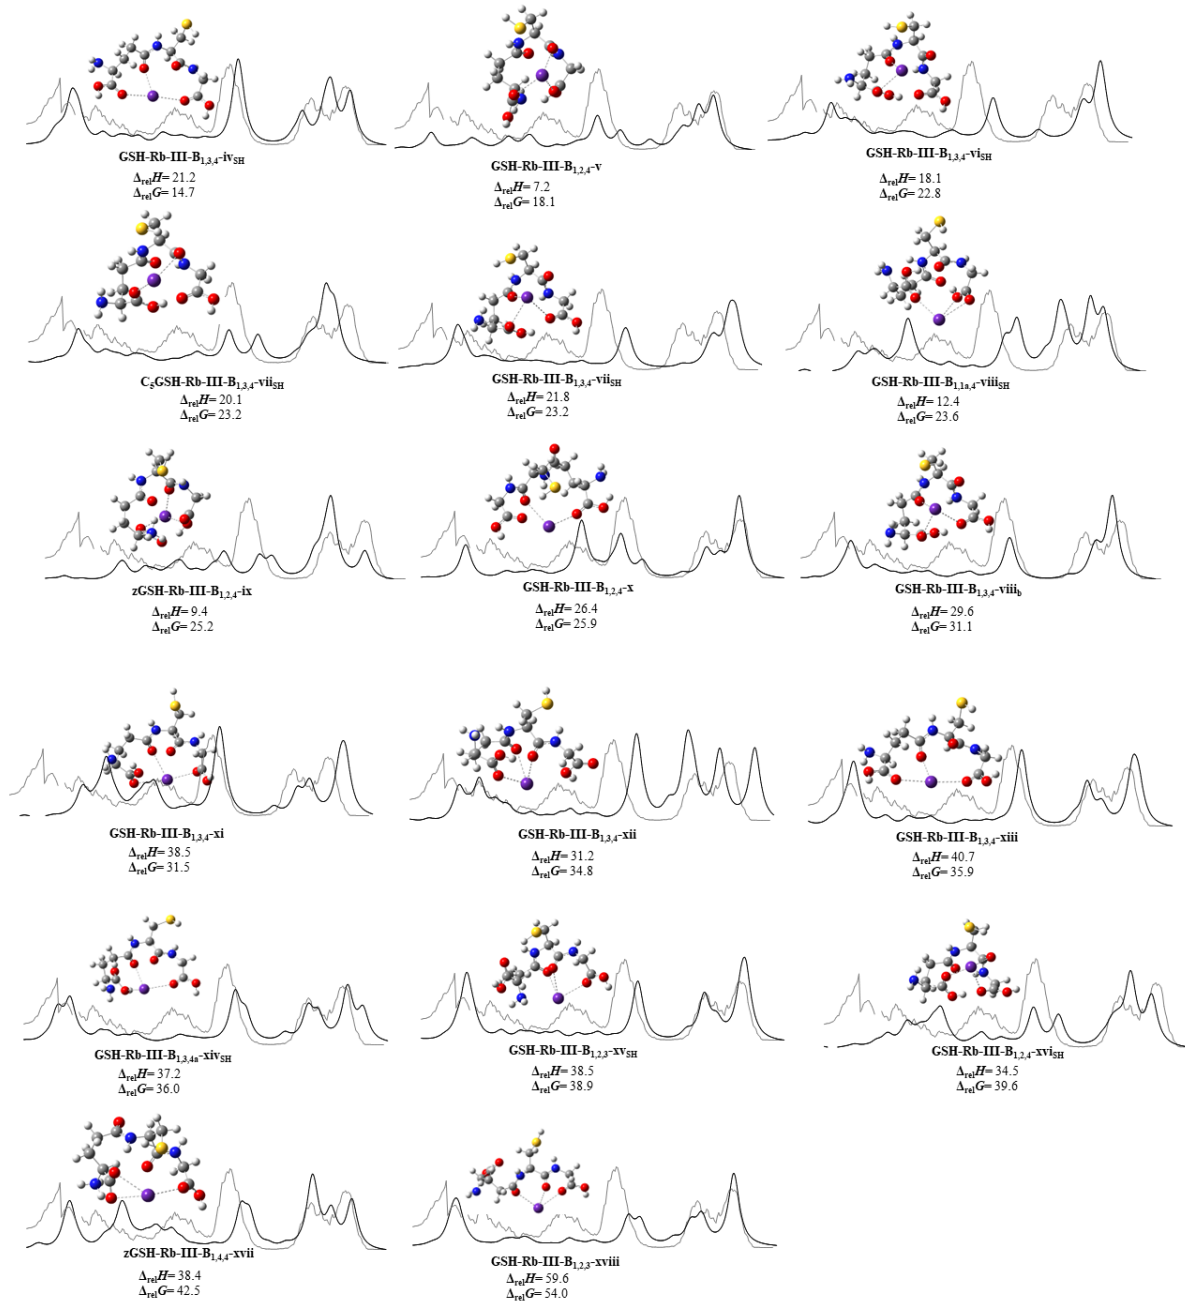 GSH-Rb-III-B1,3,4-ivSH
ΔrelH= 21.2
ΔrelG= 14.7
GSH-Rb-III-B1,2,4-v
ΔrelH= 7.2
ΔrelG= 18.1
GSH-Rb-III-B1,3,4-viSH
ΔrelH= 18.1
ΔrelG= 22.8
C5GSH-Rb-III-B1,3,4-viiSH
ΔrelH= 20.1
ΔrelG= 23.2
GSH-Rb-III-B1,3,4-viiSH
ΔrelH= 21.8
ΔrelG= 23.2
GSH-Rb-III-B1,1a,4-viiiSH
ΔrelH= 12.4
ΔrelG= 23.6
zGSH-Rb-III-B1,2,4-ix
ΔrelH= 9.4
ΔrelG= 25.2
GSH-Rb-III-B1,2,4-x
ΔrelH= 26.4
ΔrelG= 25.9
GSH-Rb-III-B1,3,4-viiib
ΔrelH= 29.6
ΔrelG= 31.1
GSH-Rb-III-B1,3,4-xi
ΔrelH= 38.5
ΔrelG= 31.5
GSH-Rb-III-B1,3,4-xii
ΔrelH= 31.2
ΔrelG= 34.8
GSH-Rb-III-B1,3,4-xiii
ΔrelH= 40.7
ΔrelG= 35.9
GSH-Rb-III-B1,3,4a-xivSH
ΔrelH= 37.2
ΔrelG= 36.0
GSH-Rb-III-B1,2,3-xvSH
ΔrelH= 38.5
ΔrelG= 38.9
GSH-Rb-III-B1,2,4-xviSH
ΔrelH= 34.5
ΔrelG= 39.6
zGSH-Rb-III-B1,4,4-xvii
ΔrelH= 38.4
ΔrelG= 42.5
GSH-Rb-III-B1,2,3-xviii
ΔrelH= 59.6
ΔrelG= 54.0